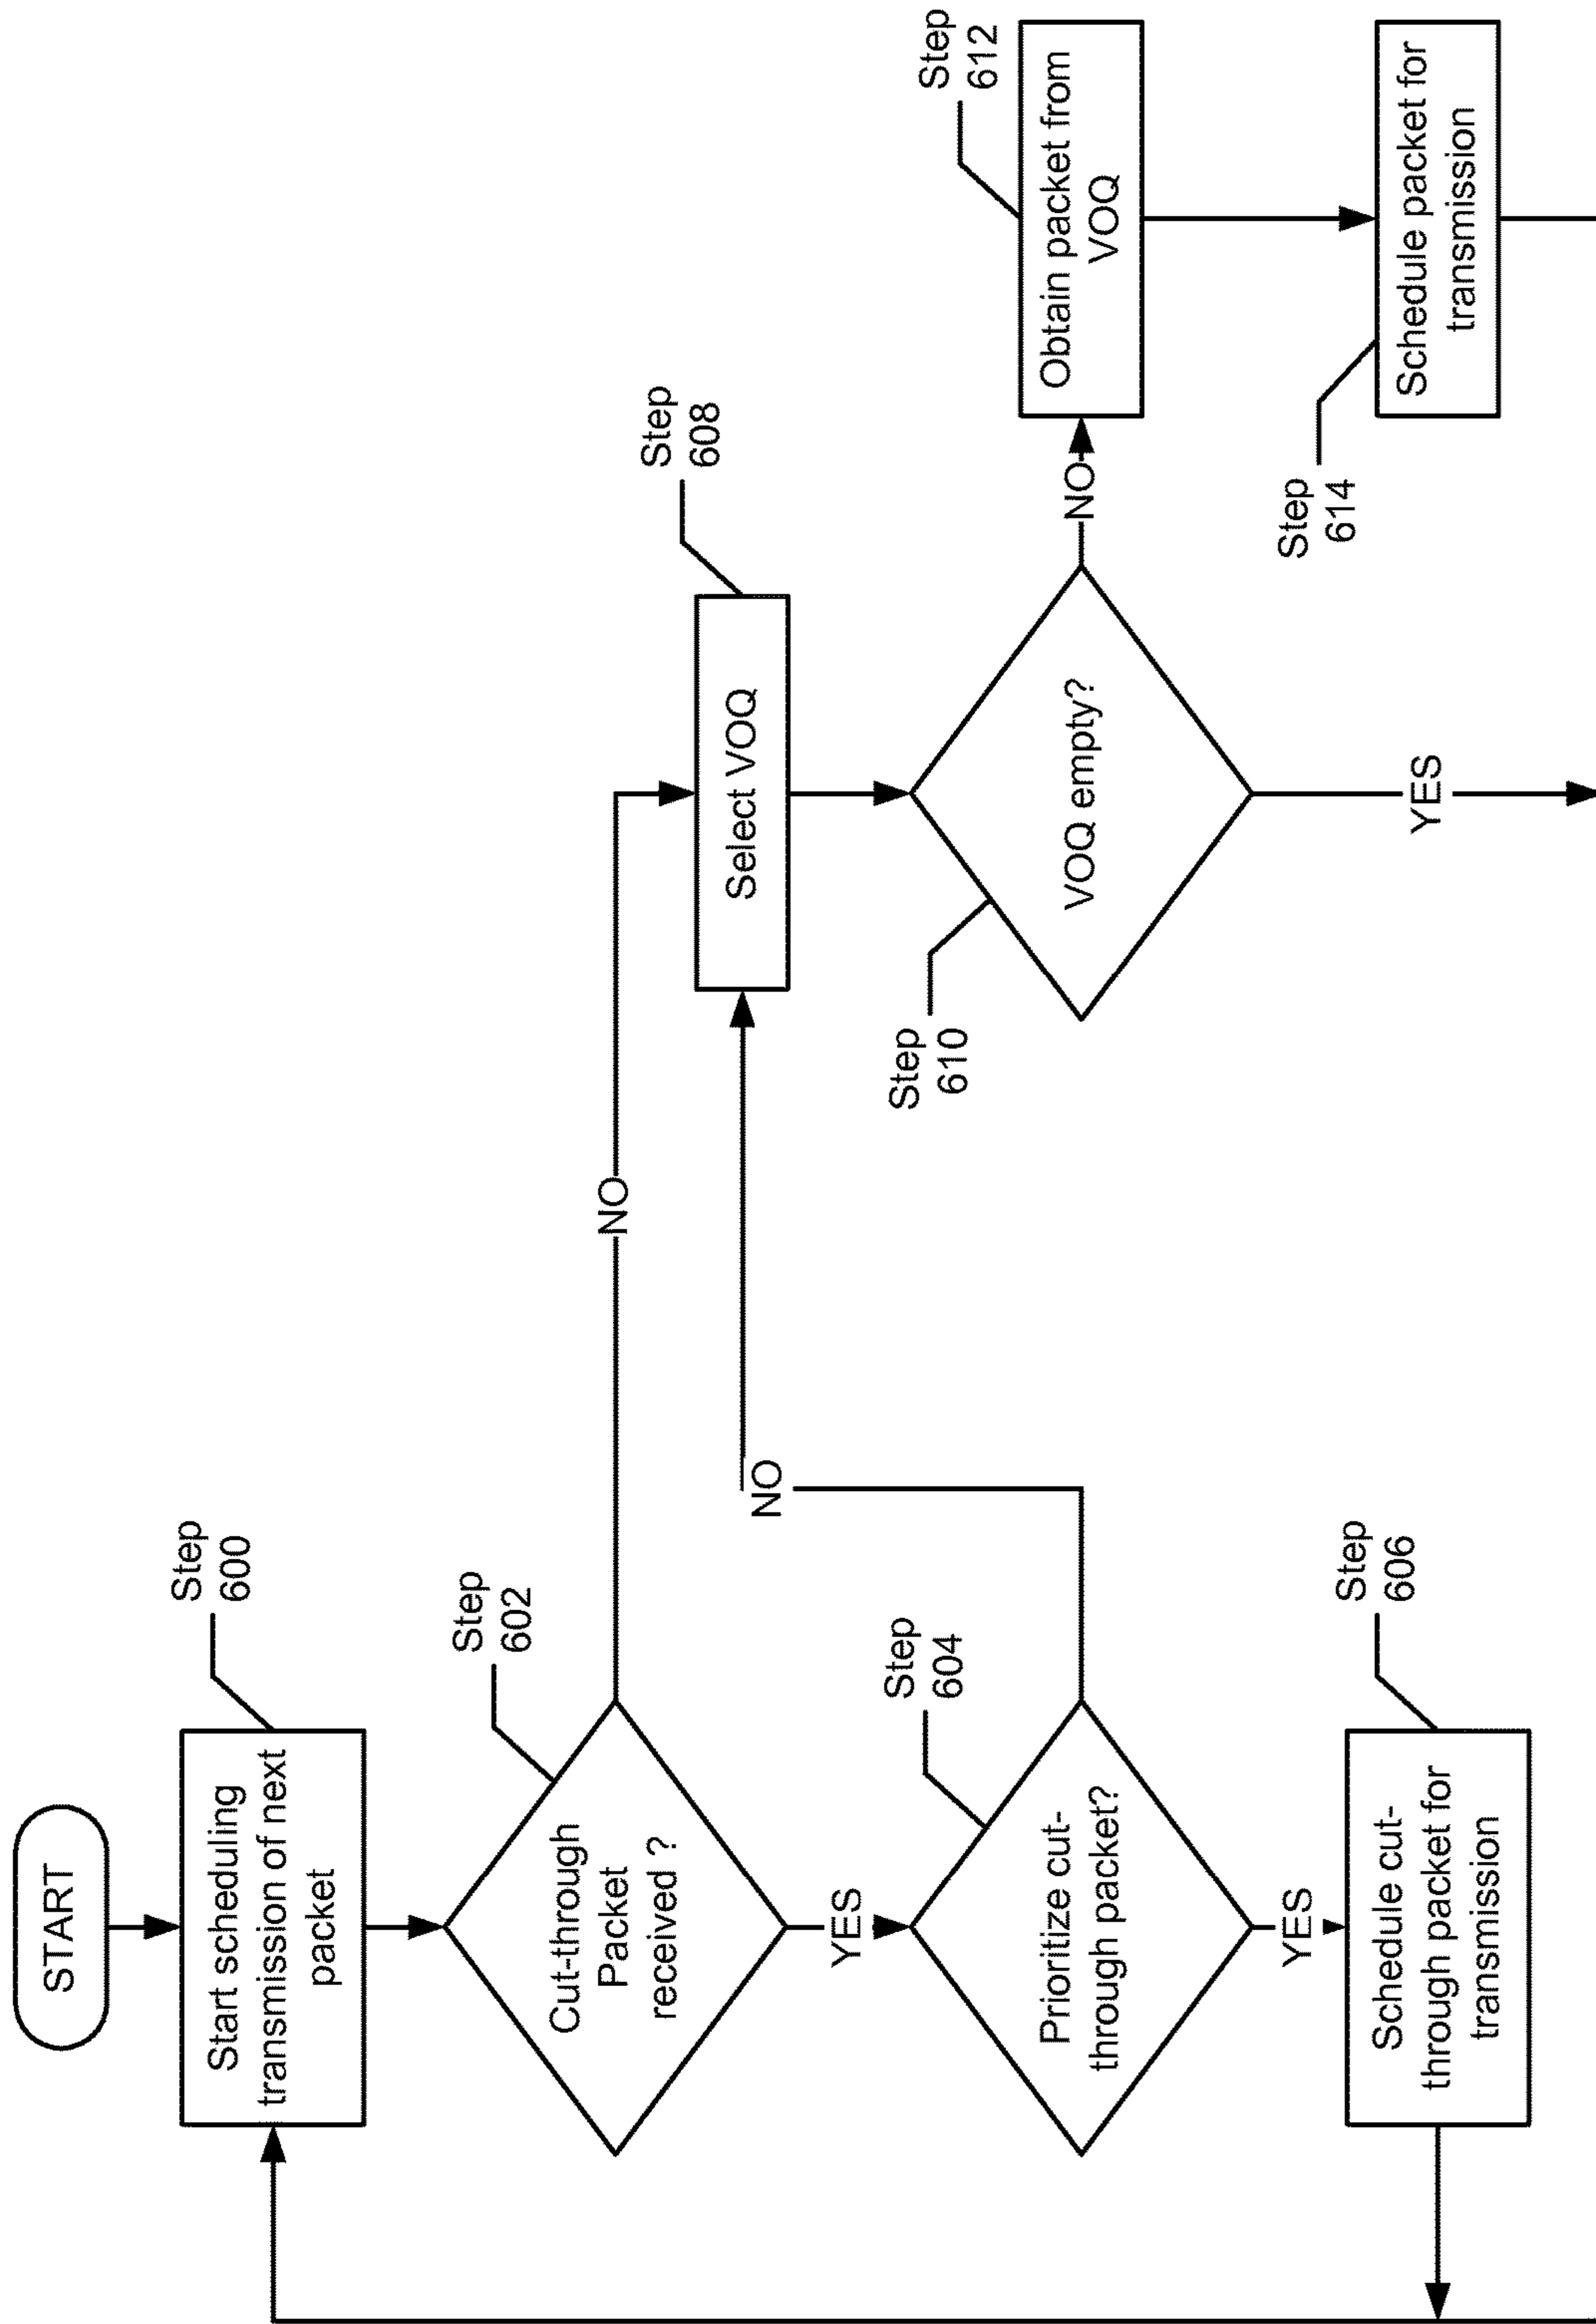 START
Start scheduling
transmission of next
packet
Step
600
Cut-through
Packet
received ?
Step
602
NO
YES
Prioritize cut-
through packet?
Step
604
NO
YES
Schedule cut-
through packet for
transmission
Step
606
Select VOQ
Step
608
VOQ empty?
Step
610
NO
YES
Obtain packet from
VOQ
Step
612
Schedule packet for
transmission
Step
614